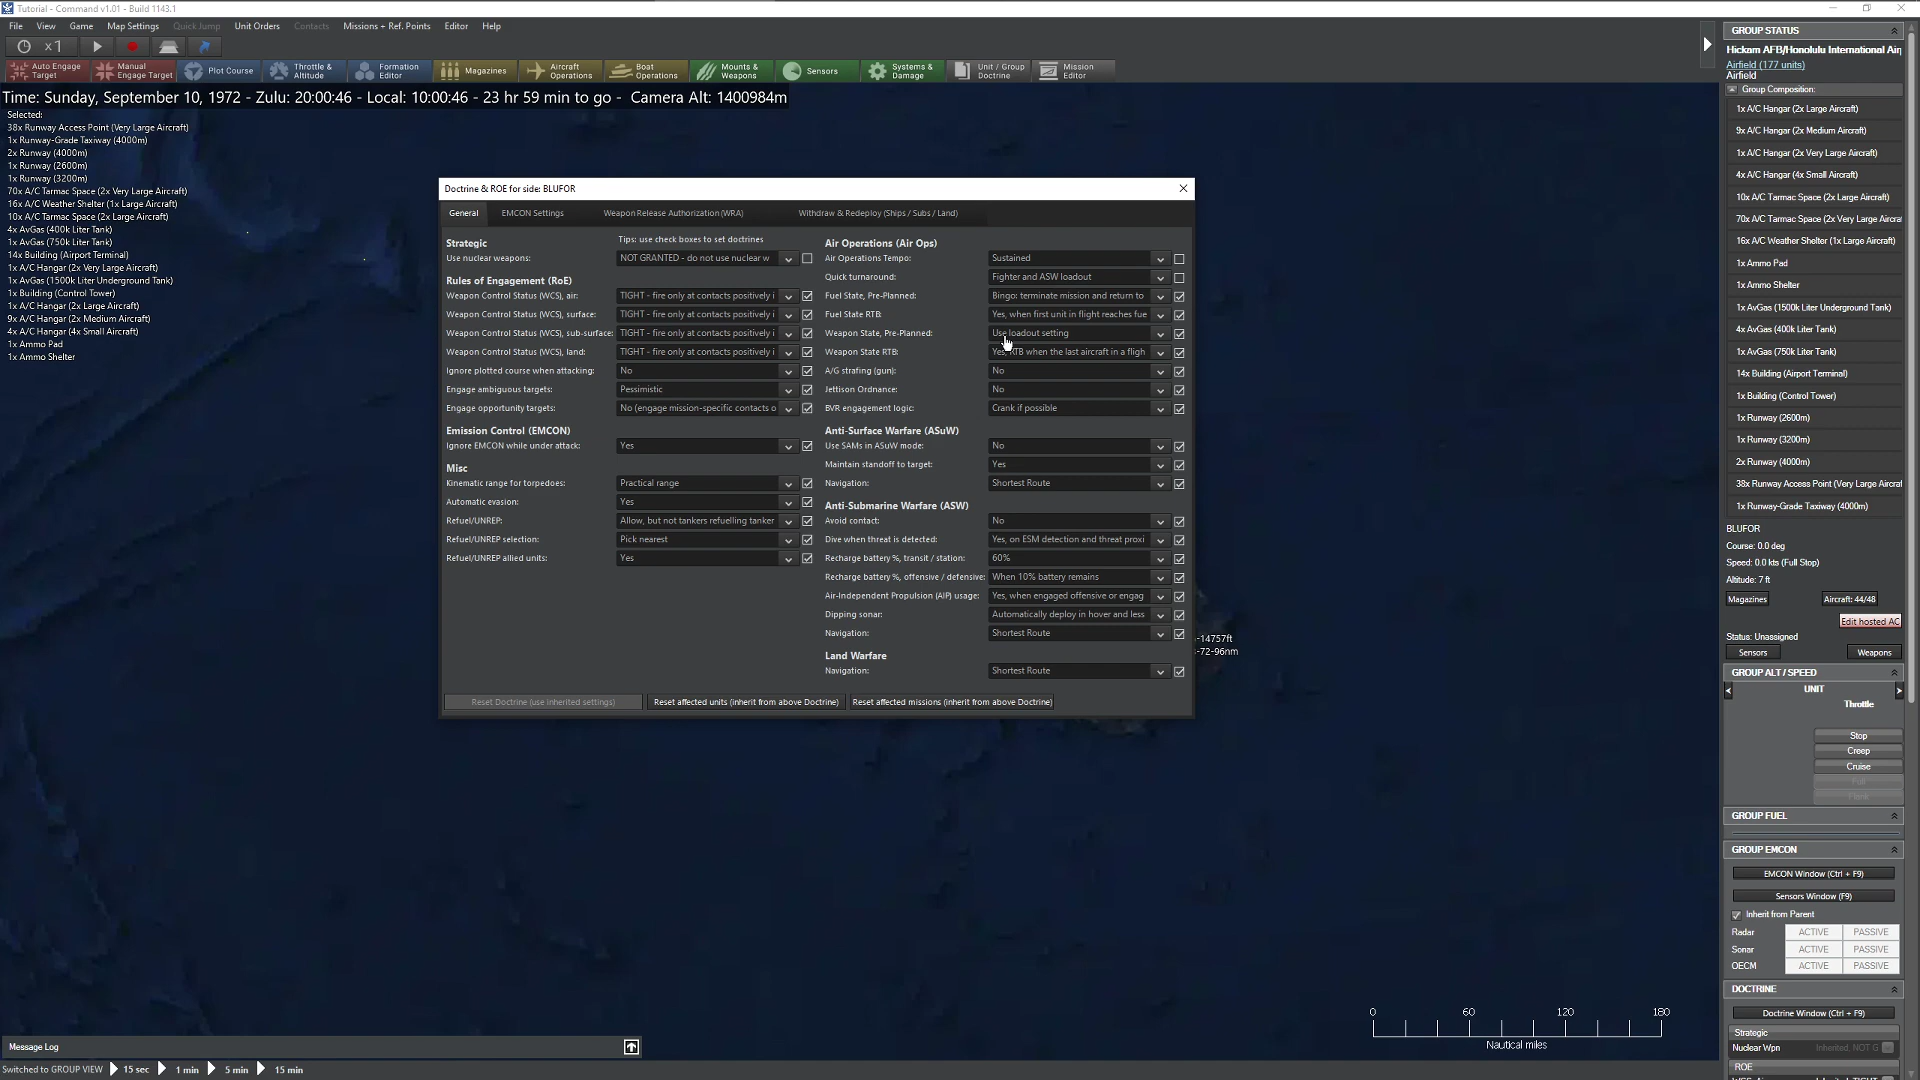 Tutorial - Command v1.01 - Build 1143.1
File View Game Map Settings Quick Jump Unit Orders Contacts Missions + Ref. Points Editor Help
x1
Auto Engage Target
Manual Engage Target
Plot Course
Throttle & Altitude
Formation Editor
Magazines
Aircraft Operations
Boat Operations
Mounts & Weapons
Sensors
Systems & Damage
Unit / Group Doctrine
Mission Editor
Time: Sunday, September 10, 1972 - Zulu: 20:00:46 - Local: 10:00:46 - 23 hr 59 min to go - Camera Alt: 1400984m
Selected:
38x Runway Access Point (Very Large Aircraft)
1x Runway-Grade Taxiway (4000m)
2x Runway (4000m)
1x Runway (2600m)
1x Runway (3200m)
70x A/C Tarmac Space (2x Very Large Aircraft)
16x A/C Weather Shelter (1x Large Aircraft)
10x A/C Tarmac Space (2x Large Aircraft)
4x AvGas (400k Liter Tank)
1x AvGas (750k Liter Tank)
14x Building (Airport Terminal)
1x A/C Hangar (2x Very Large Aircraft)
1x AvGas (1500k Liter Underground Tank)
1x Building (Control Tower)
1x A/C Hangar (2x Large Aircraft)
9x A/C Hangar (2x Medium Aircraft)
4x A/C Hangar (4x Small Aircraft)
1x Ammo Pad
1x Ammo Shelter
Doctrine & ROE for side: BLUFOR
General EMCON Settings Weapon Release Authorization (WRA) Withdraw & Redeploy (Ships / Subs / Land)
Strategic Tips: use check boxes to set doctrines
Use nuclear weapons: NOT GRANTED - do not use nuclear w
Rules of Engagement (RoE)
Weapon Control Status (WCS), air: TIGHT - fire only at contacts positively i
Weapon Control Status (WCS), surface: TIGHT - fire only at contacts positively i
Weapon Control Status (WCS), sub-surface: TIGHT - fire only at contacts positively i
Weapon Control Status (WCS), land: TIGHT - fire only at contacts positively i
Ignore plotted course when attacking: No
Engage ambiguous targets: Pessimistic
Engage opportunity targets: No (engage mission-specific contacts o
Emission Control (EMCON)
Ignore EMCON while under attack: Yes
Misc
Kinematic range for torpedoes: Practical range
Automatic evasion: Yes
Refuel/UNREP: Allow, but not tankers refuelling tanker
Refuel/UNREP selection: Pick nearest
Refuel/UNREP allied units: Yes
Air Operations (Air Ops)
Air Operations Tempo: Sustained
Quick turnaround: Fighter and ASW loadout
Fuel State, Pre-Planned: Bingo: terminate mission and return to
Fuel State RTB: Yes, when first unit in flight reaches fue
Weapon State, Pre-Planned: Use loadout setting
Weapon State RTB: Yes, RTB when the last aircraft in a fligh
A/G strafing (gun): No
Jettison Ordnance: No
BVR engagement logic: Crank if possible
Anti-Surface Warfare (ASuW)
Use SAMs in ASuW mode: No
Maintain standoff to target: Yes
Navigation: Shortest Route
Anti-Submarine Warfare (ASW)
Avoid contact: No
Dive when threat is detected: Yes, on ESM detection and threat proxi
Recharge battery %, transit / station: 60%
Recharge battery %, offensive / defensive: When 10% battery remains
Air-Independent Propulsion (AIP) usage: Yes, when engaged offensive or engag
Dipping sonar: Automatically deploy in hover and less
Navigation: Shortest Route
Land Warfare
Navigation: Shortest Route
Reset Doctrine (use inherited settings) Reset affected units (inherit from above Doctrine) Reset affected missions (inherit from above Doctrine)
-14757ft
-72-96nm
GROUP STATUS
Hickam AFB/Honolulu International Air
Airfield (177 units)
Airfield
Group Composition:
1x A/C Hangar (2x Large Aircraft)
9x A/C Hangar (2x Medium Aircraft)
1x A/C Hangar (2x Very Large Aircraft)
4x A/C Hangar (4x Small Aircraft)
10x A/C Tarmac Space (2x Large Aircraft)
70x A/C Tarmac Space (2x Very Large Aircra
16x A/C Weather Shelter (1x Large Aircraft)
1x Ammo Pad
1x Ammo Shelter
1x AvGas (1500k Liter Underground Tank)
4x AvGas (400k Liter Tank)
1x AvGas (750k Liter Tank)
14x Building (Airport Terminal)
1x Building (Control Tower)
1x Runway (2600m)
1x Runway (3200m)
2x Runway (4000m)
38x Runway Access Point (Very Large Aircraf
1x Runway-Grade Taxiway (4000m)
BLUFOR
Course: 0.0 deg
Speed: 0.0 kts (Full Stop)
Altitude: 7 ft
Magazines Aircraft: 44/48
Edit hosted AC
Status: Unassigned
Sensors Weapons
GROUP ALT / SPEED
< UNIT >
Throttle
Stop
Creep
Cruise
Full
Flank
GROUP FUEL
GROUP EMCON
EMCON Window (Ctrl + F9)
Sensors Window (F9)
Inherit from Parent
Radar ACTIVE PASSIVE
Sonar ACTIVE PASSIVE
OECM ACTIVE PASSIVE
DOCTRINE
Doctrine Window (Ctrl + F9)
Strategic
Nuclear Wpn Inherited, NOT G
ROE
0 60 120 180
Nautical miles
Message Log
Switched to GROUP VIEW 15 sec 1 min 5 min 15 min